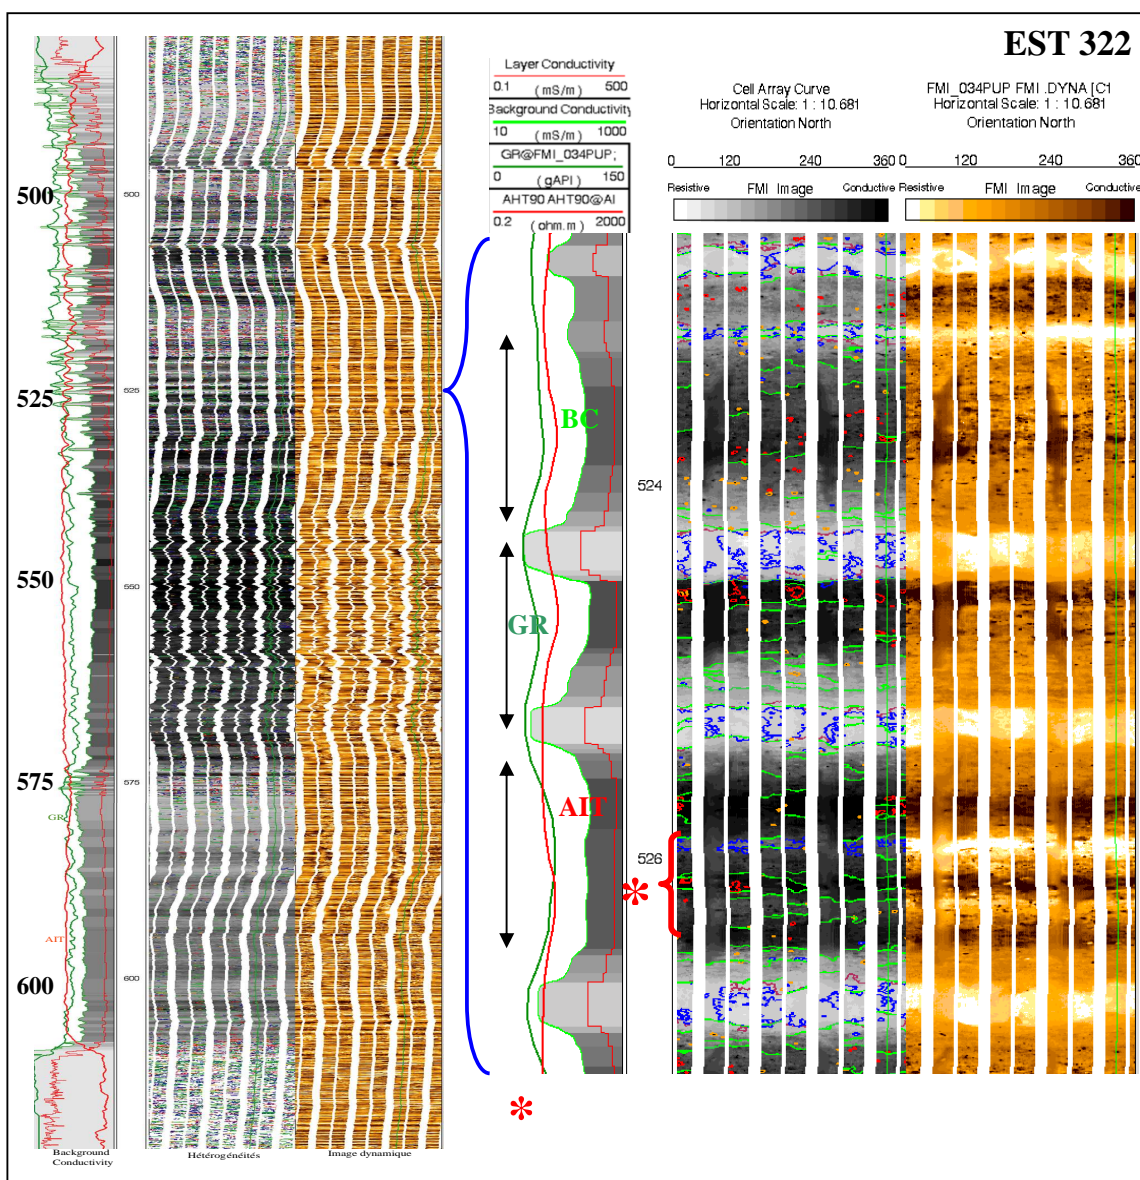 EST 322
Layer Conductivity
0.1 (mS/m) 500
Background Conductivity
10 (mS/m) 1000
GR@FMI_034PUP;
0 (gAPI) 150
AHT90 AHT90@AI
0.2 (ohm.m) 2000
Cell Array Curve
Horizontal Scale: 1 : 10.681
Orientation North
0 120 240 360
Resistive FMI Image Conductive
FMI_034PUP FMI .DYNA [C1
Horizontal Scale: 1 : 10.681
Orientation North
0 120 240 360
Resistive FMI Image Conductive
500
525
550
575
600
GR
AIT
500
525
550
575
600
BC
GR
AIT
524
526
*
*
Background
Conductivity
Hétérogénéités
Image dynamique